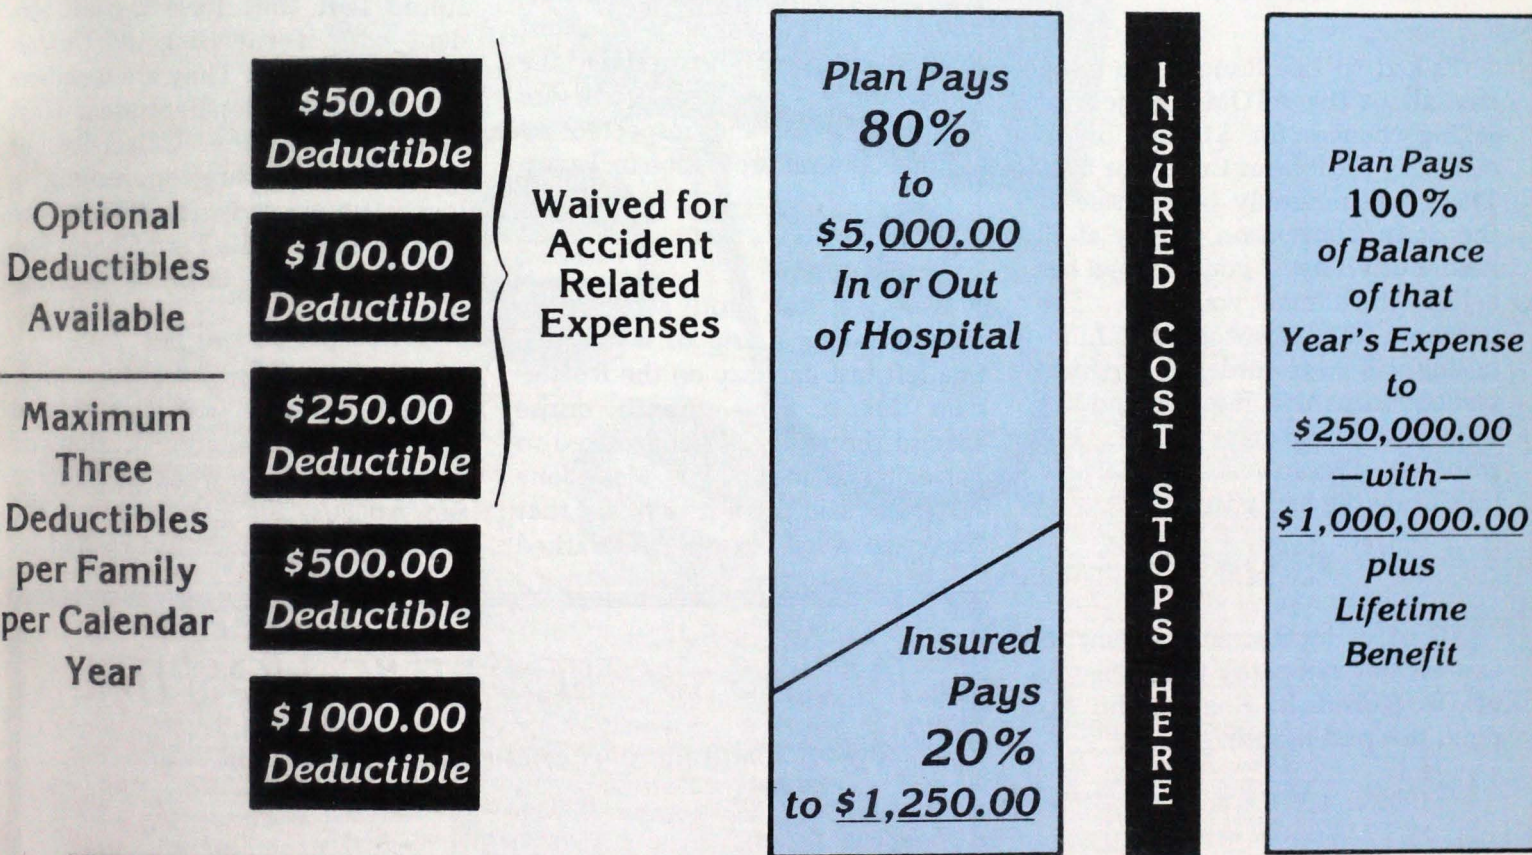 Optional
Deductibles
Available
Maximum
Three
Deductibles
per Family
per Calendar
Year
$50.00
Deductible
$100.00
Deductible
$250.00
Deductible
$500.00
Deductible
$1000.00
Deductible
Waived for
Accident
Related
Expenses
Plan Pays
80%
to
$5,000.00
In or Out
of Hospital
Insured
Pays
20%
to $1,250.00
INSURED COST STOPS HERE
Plan Pays
100%
of Balance
of that
Year's Expense
to
$250,000.00
—with—
$1,000,000.00
plus
Lifetime
Benefit